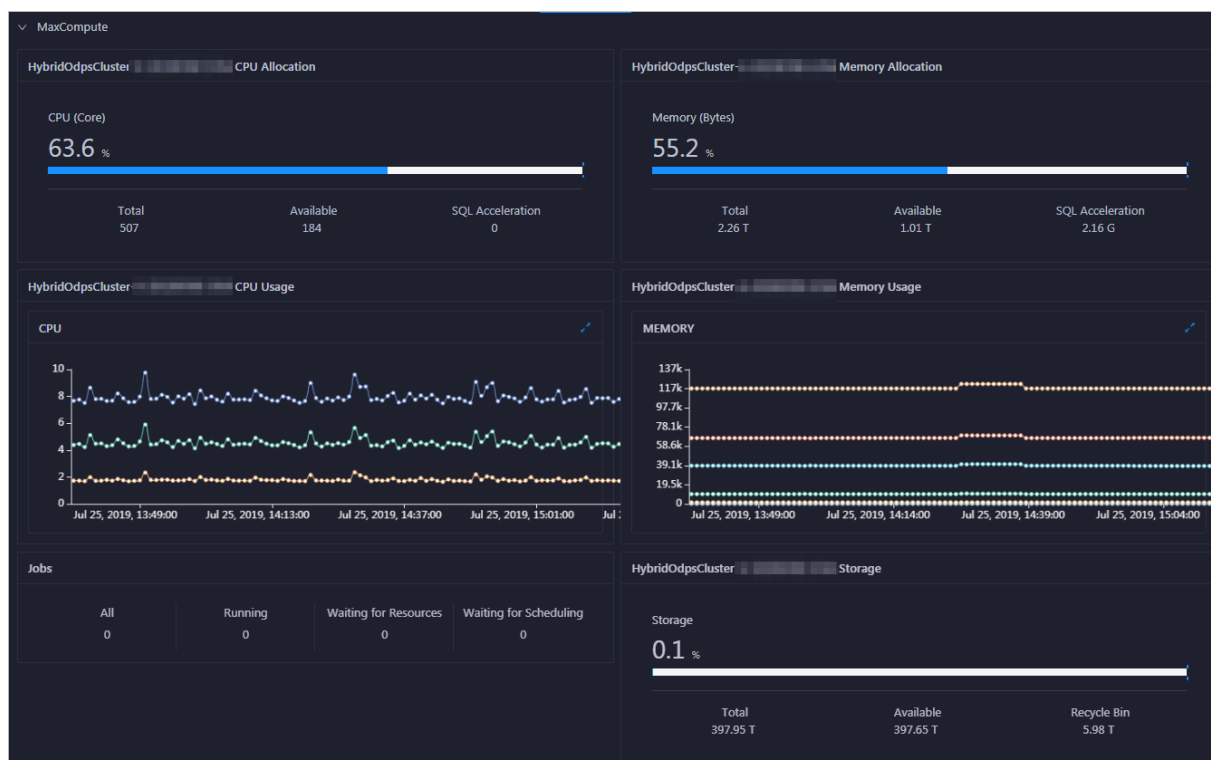 MaxCompute
HybridOdpsCluster CPU Allocation
CPU (Core)
63.6 %
Total Available SQL Acceleration
507 184 0
HybridOdpsCluster- Memory Allocation
Memory (Bytes)
55.2 %
Total Available SQL Acceleration
2.26 T 1.01 T 2.16 G
HybridOdpsCluster- CPU Usage
CPU
10
8
6
4
2
0
Jul 25, 2019, 13:49:00 Jul 25, 2019, 14:13:00 Jul 25, 2019, 14:37:00 Jul 25, 2019, 15:01:00 Jul
HybridOdpsCluster Memory Usage
MEMORY
137k
117k
97.7k
78.1k
58.6k
39.1k
19.5k
0
Jul 25, 2019, 13:49:00 Jul 25, 2019, 14:14:00 Jul 25, 2019, 14:39:00 Jul 25, 2019, 15:04:00
Jobs
All Running Waiting for Resources Waiting for Scheduling
0 0 0 0
HybridOdpsCluster Storage
Storage
0.1 %
Total Available Recycle Bin
397.95 T 397.65 T 5.98 T